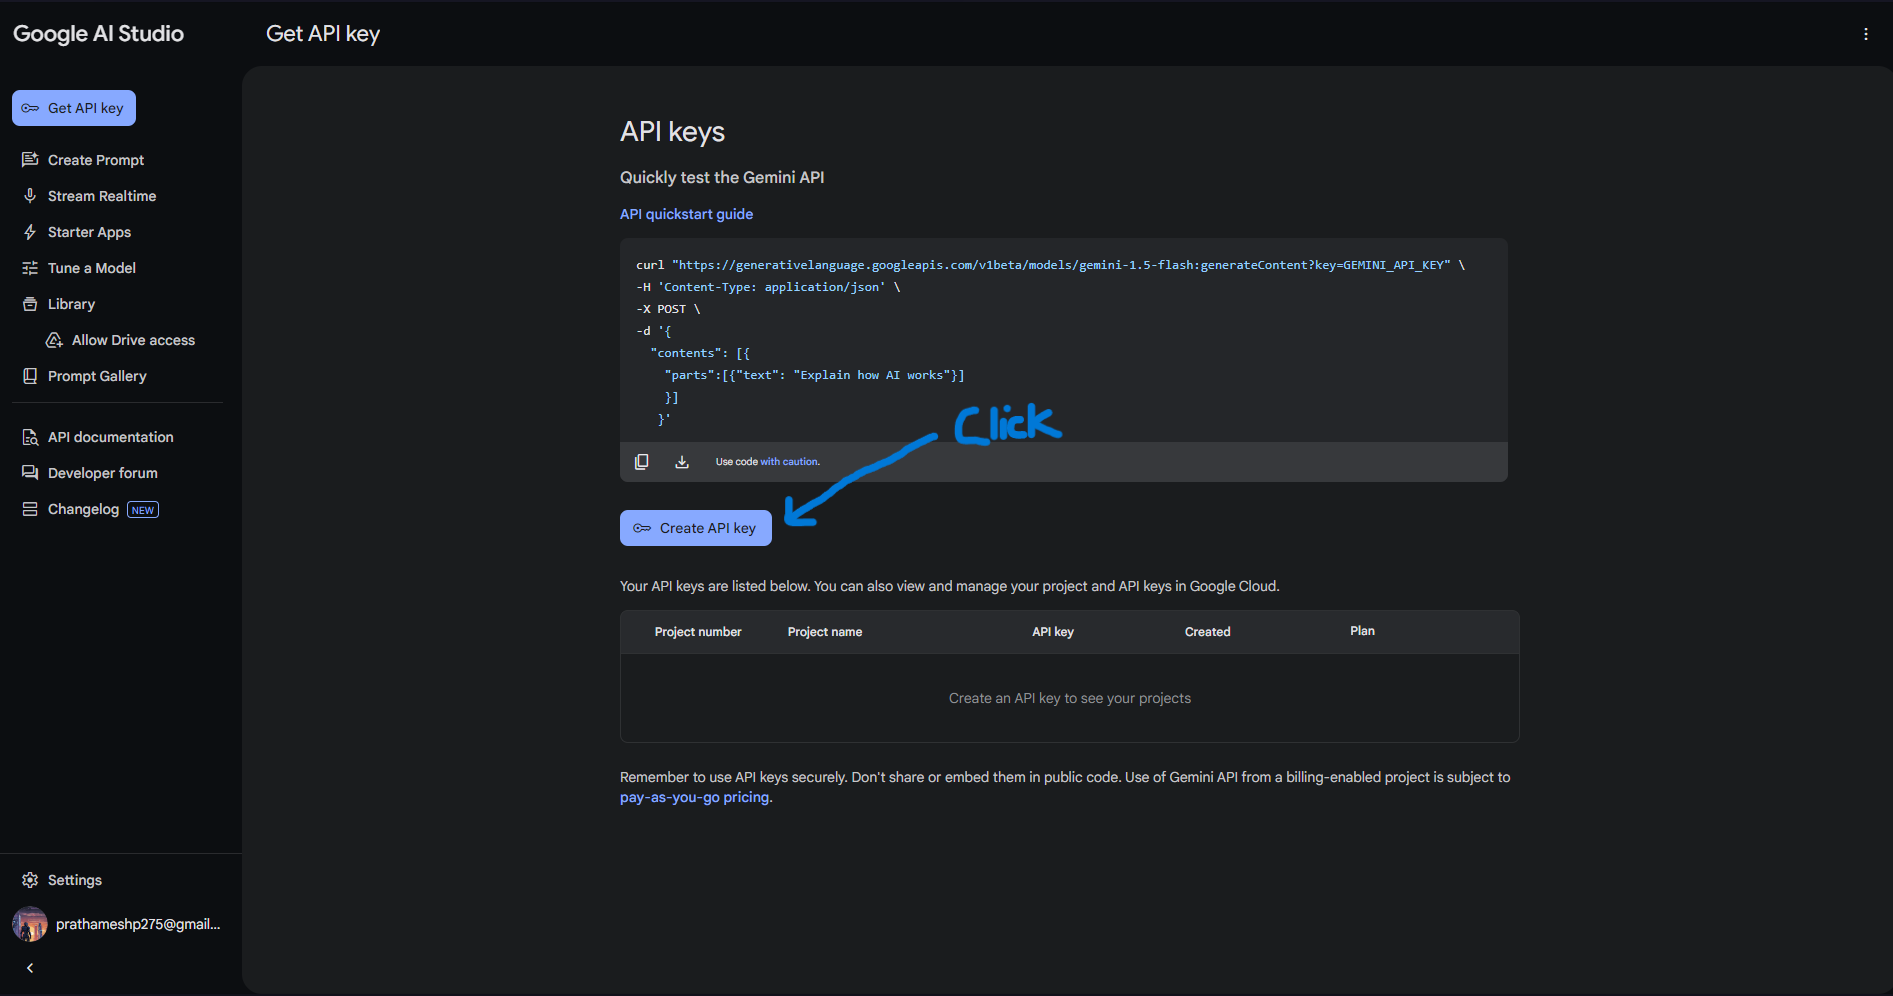 Google AI Studio
Get API key
Get API key
Create Prompt
Stream Realtime
Starter Apps
Tune a Model
Library
Allow Drive access
Prompt Gallery
API documentation
Developer forum
Changelog NEW
Settings
prathameshp275@gmail...
API keys
Quickly test the Gemini API
API quickstart guide
curl "https://generativelanguage.googleapis.com/v1beta/models/gemini-1.5-flash:generateContent?key=GEMINI_API_KEY" \
-H 'Content-Type: application/json' \
-X POST \
-d '{
"contents": [{
"parts":[{"text": "Explain how AI works"}]
}]
}'
Click
Use code with caution.
Create API key
Your API keys are listed below. You can also view and manage your project and API keys in Google Cloud.
Project number Project name API key Created Plan
Create an API key to see your projects
Remember to use API keys securely. Don't share or embed them in public code. Use of Gemini API from a billing-enabled project is subject to
pay-as-you-go pricing.